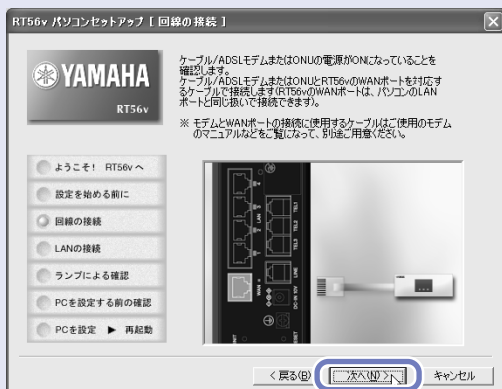 RT56v パソコンセットアップ [ 回線の接続 ]
YAMAHA
RT56v
ようこそ! RT56v へ
設定を始める前に
回線の接続
LANの接続
ランプによる確認
PCを設定する前の確認
PCを設定 ▶ 再起動
ケーブル/ADSLモデムまたはONUの電源がONになっていることを
確認します。
ケーブル/ADSLモデムまたはONUとRT56vのWANポートを対応す
るケーブルで接続します(RT56vのWANポートは、パソコンのLAN
ポートと同じ扱いで接続できます)。
※ モデムとWANポートの接続に使用するケーブルはご使用のモデム
のマニュアルなどをご覧になって、別途ご用意ください。
4
3
LAN
2
1
TEL1
TEL2
TEL3
LINE
WAN
DC-IN 10V
< 戻る(B)
次へ(N) >
キャンセル